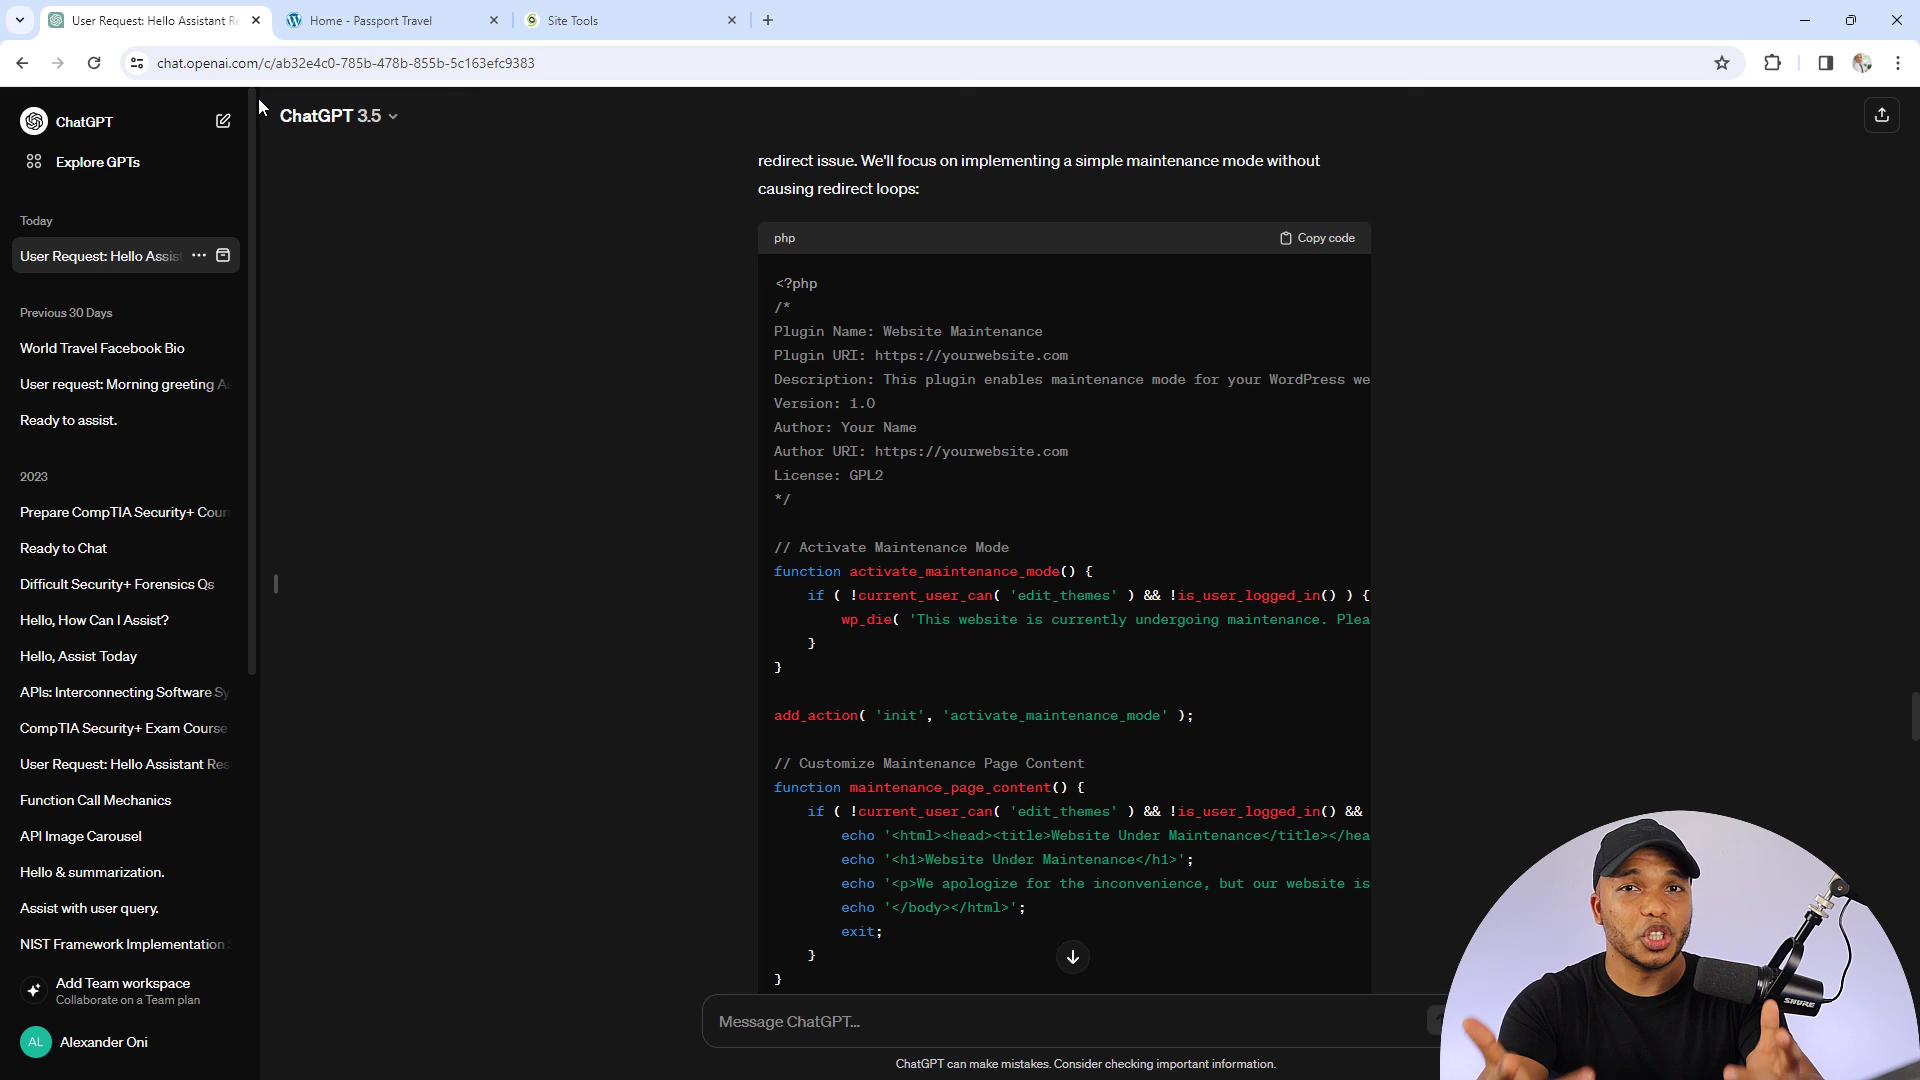 User Request: Hello Assistant Re
Home - Passport Travel
Site Tools
chat.openai.com/c/ab32e4c0-785b-478b-855b-5c163efc9383
ChatGPT
Explore GPTs
Today
User Request: Hello Assist
Previous 30 Days
World Travel Facebook Bio
User request: Morning greeting As
Ready to assist.
2023
Prepare CompTIA Security+ Cour
Ready to Chat
Difficult Security+ Forensics Qs
Hello, How Can I Assist?
Hello, Assist Today
APIs: Interconnecting Software Sy
CompTIA Security+ Exam Course
User Request: Hello Assistant Res
Function Call Mechanics
API Image Carousel
Hello & summarization.
Assist with user query.
NIST Framework Implementation S
Add Team workspace
Collaborate on a Team plan
AL
Alexander Oni
ChatGPT 3.5
redirect issue. We'll focus on implementing a simple maintenance mode without
causing redirect loops:
php
Copy code
<?php
/*
Plugin Name: Website Maintenance
Plugin URI: https://yourwebsite.com
Description: This plugin enables maintenance mode for your WordPress we
Version: 1.0
Author: Your Name
Author URI: https://yourwebsite.com
License: GPL2
*/
// Activate Maintenance Mode
function activate_maintenance_mode() {
if ( !current_user_can( 'edit_themes' ) && !is_user_logged_in() ) {
wp_die( 'This website is currently undergoing maintenance. Plea
}
}
add_action( 'init', 'activate_maintenance_mode' );
// Customize Maintenance Page Content
function maintenance_page_content() {
if ( !current_user_can( 'edit_themes' ) && !is_user_logged_in() &&
echo '<html><head><title>Website Under Maintenance</title></hea
echo '<h1>Website Under Maintenance</h1>';
echo '<p>We apologize for the inconvenience, but our website is
echo '</body></html>';
exit;
}
}
Message ChatGPT...
ChatGPT can make mistakes. Consider checking important information.
SHURE